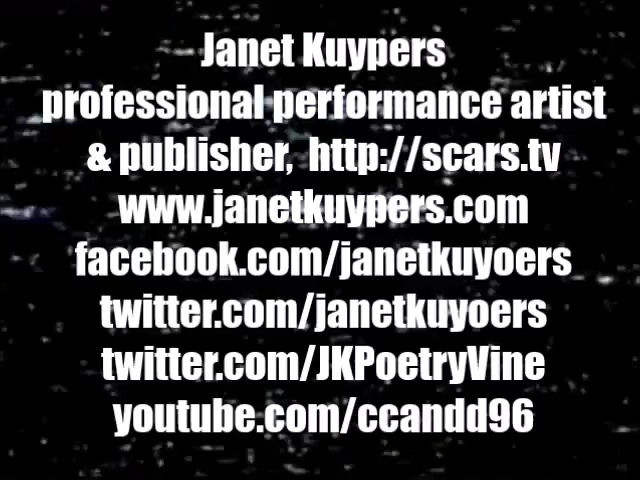 Janet Kuypers
professional performance artist
& publisher, http://scars.tv
www.janetkuypers.com
facebook.com/janetkuyoers
twitter.com/janetkuyoers
twitter.com/JKPoetryVine
youtube.com/ccandd96